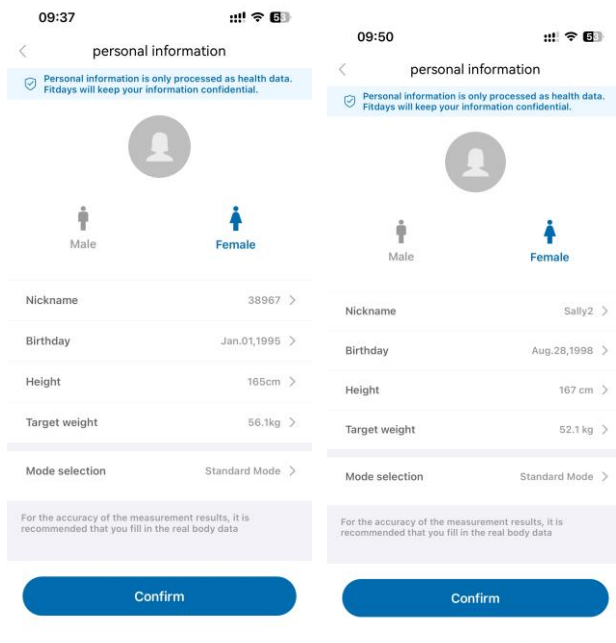 09:37
53
personal information
Personal information is only processed as health data.
Fitdays will keep your information confidential.
Male
Female
Nickname
38967
Birthday
Jan.01,1995
Height
165cm
Target weight
56.1kg
Mode selection
Standard Mode
For the accuracy of the measurement results, it is
recommended that you fill in the real body data
Confirm
09:50
53
personal information
Personal information is only processed as health data.
Fitdays will keep your information confidential.
Male
Female
Nickname
Sally2
Birthday
Aug.28,1998
Height
167 cm
Target weight
52.1 kg
Mode selection
Standard Mode
For the accuracy of the measurement results, it is
recommended that you fill in the real body data
Confirm